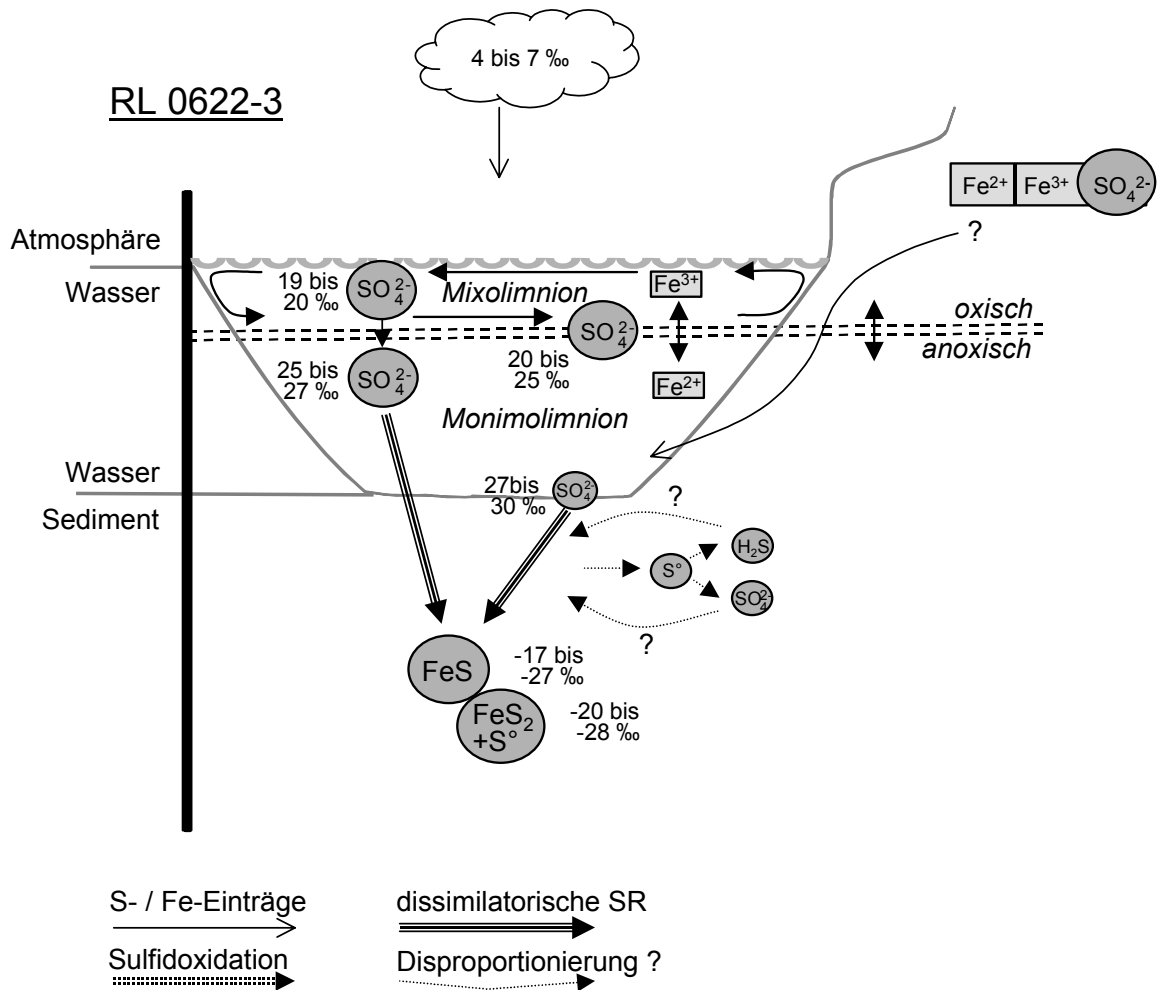 4 bis 7 ‰
RL 0622-3
Fe2+ Fe3+ SO42-
?
Atmosphäre
Wasser
19 bis
20 ‰
SO42-
Mixolimnion
Fe3+
oxisch
anoxisch
SO42-
20 bis
25 ‰
25 bis
27 ‰
SO42-
Fe2+
Monimolimnion
Wasser
Sediment
27bis
30 ‰
SO42-
?
H2S
S°
SO42-
?
FeS
-17 bis
-27 ‰
FeS2
+S°
-20 bis
-28 ‰
S- / Fe-Einträge
dissimilatorische SR
Sulfidoxidation
Disproportionierung ?